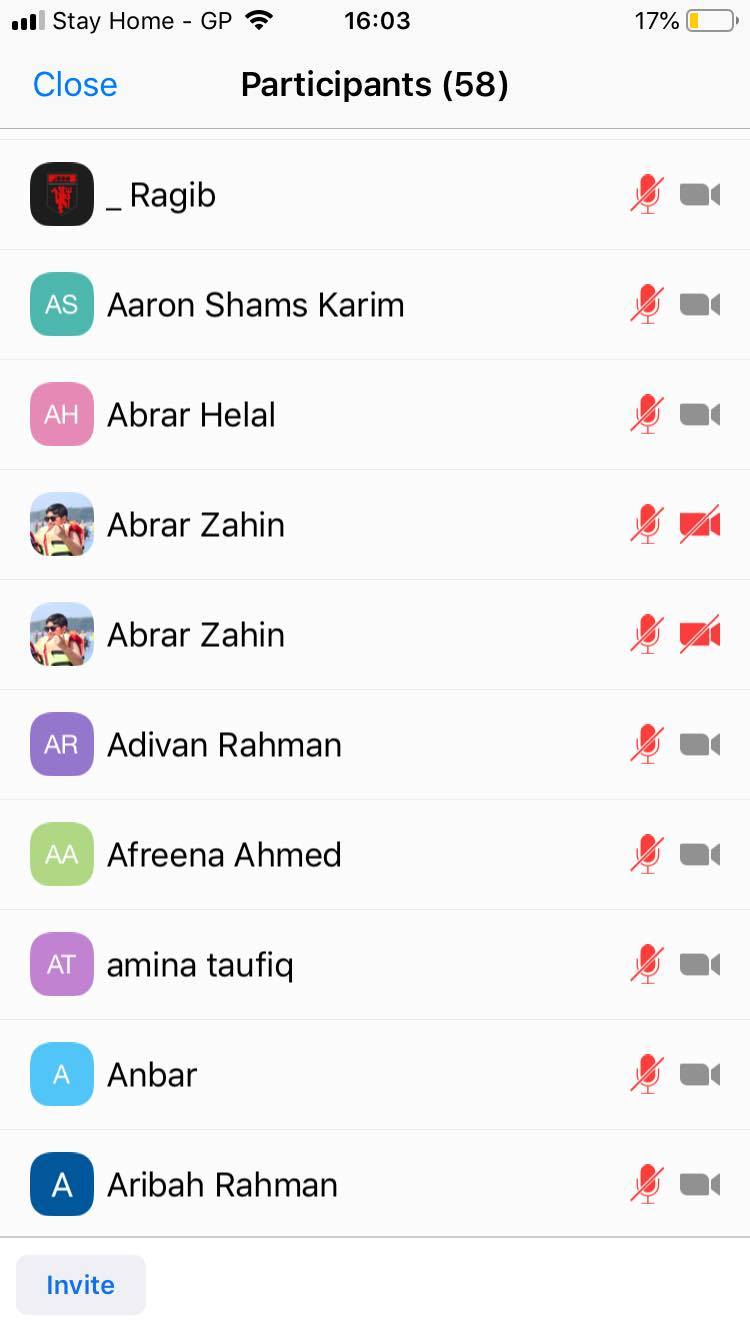 Stay Home - GP 16:03 17%
Close Participants (58)
_ Ragib
AS Aaron Shams Karim
AH Abrar Helal
Abrar Zahin
Abrar Zahin
AR Adivan Rahman
AA Afreena Ahmed
AT amina taufiq
A Anbar
A Aribah Rahman
Invite